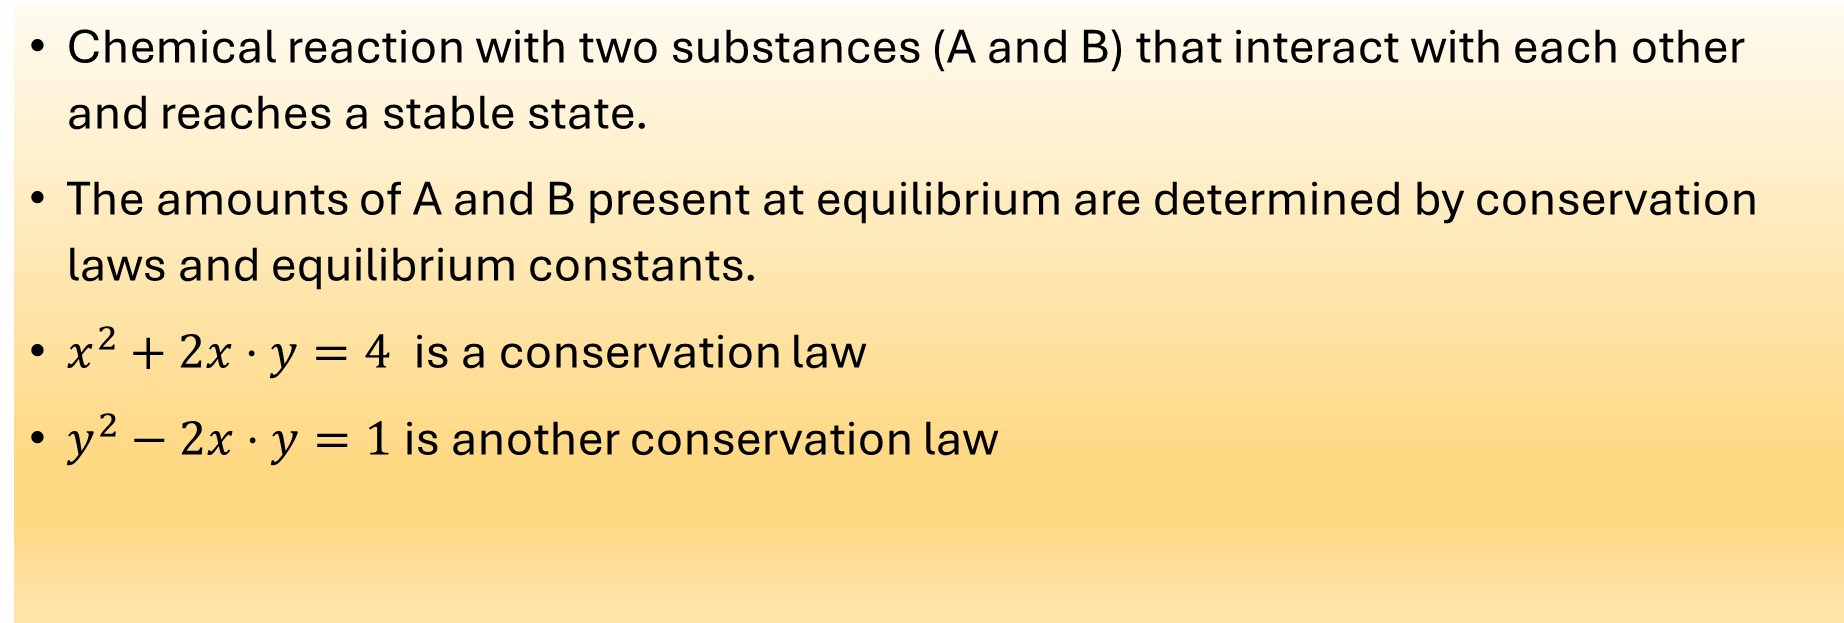 • Chemical reaction with two substances (A and B) that interact with each other
and reaches a stable state.
• The amounts of A and B present at equilibrium are determined by conservation
laws and equilibrium constants.
• x² + 2x · y = 4 is a conservation law
• y² − 2x · y = 1 is another conservation law